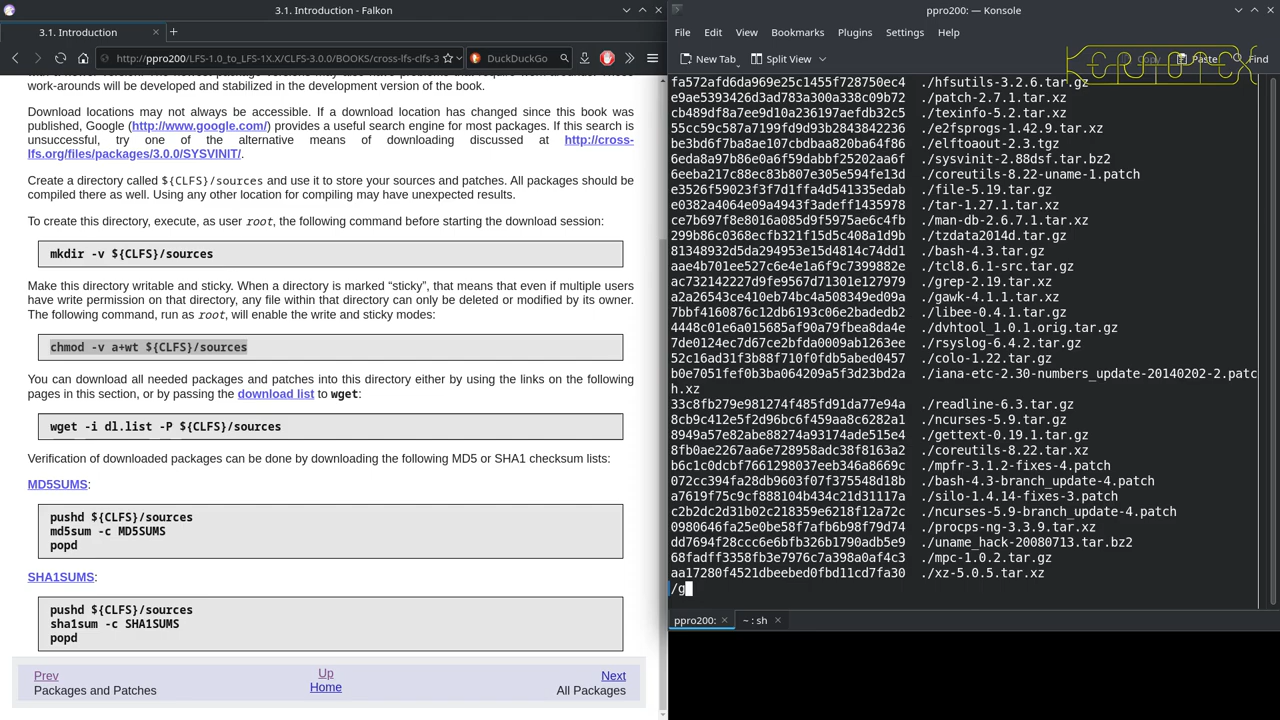 3.1. Introduction - Falkon
3.1. Introduction
http://ppro200/LFS-1.0_to_LFS-1X.X/CLFS-3.0.0/BOOKS/cross-lfs-clfs-3
DuckDuckGo
work-arounds will be developed and stabilized in the development version of the book.
Download locations may not always be accessible. If a download location has changed since this book was
published, Google (http://www.google.com/) provides a useful search engine for most packages. If this search is
unsuccessful, try one of the alternative means of downloading discussed at http://cross-
lfs.org/files/packages/3.0.0/SYSVINIT/.
Create a directory called ${CLFS}/sources and use it to store your sources and patches. All packages should be
compiled there as well. Using any other location for compiling may have unexpected results.
To create this directory, execute, as user root, the following command before starting the download session:
mkdir -v ${CLFS}/sources
Make this directory writable and sticky. When a directory is marked “sticky”, that means that even if multiple users
have write permission on that directory, any file within that directory can only be deleted or modified by its owner.
The following command, run as root, will enable the write and sticky modes:
chmod -v a+wt ${CLFS}/sources
You can download all needed packages and patches into this directory either by using the links on the following
pages in this section, or by passing the download list to wget:
wget -i dl.list -P ${CLFS}/sources
Verification of downloaded packages can be done by downloading the following MD5 or SHA1 checksum lists:
MD5SUMS:
pushd ${CLFS}/sources
md5sum -c MD5SUMS
popd
SHA1SUMS:
pushd ${CLFS}/sources
sha1sum -c SHA1SUMS
popd
Prev
Packages and Patches
Up
Home
Next
All Packages
ppro200: — Konsole
File Edit View Bookmarks Plugins Settings Help
New Tab Split View Copy Paste Find
fa572afd6da969e25c1455f728750ec4 ./hfsutils-3.2.6.tar.gz
e9ae5393426d3ad783a300a338c09b72 ./patch-2.7.1.tar.xz
cb489df8a7ee9d10a236197aefdb32c5 ./texinfo-5.2.tar.xz
55cc59c587a7199fd9d93b2843842236 ./e2fsprogs-1.42.9.tar.xz
be3bd6f7ba8ae107cbdbaa820ba64f86 ./elftoaout-2.3.tgz
6eda8a97b86e0a6f59dabbf25202aa6f ./sysvinit-2.88dsf.tar.bz2
6eeba217c88ec83b807e305e594fe13d ./coreutils-8.22-uname-1.patch
e3526f59023f3f7d1ffa4d541335edab ./file-5.19.tar.gz
e0382a4064e09a4943f3adeff1435978 ./tar-1.27.1.tar.xz
ce7b697f8e8016a085d9f5975ae6c4fb ./man-db-2.6.7.1.tar.xz
299b86c0368ecfb321f15d5c408a1d9b ./tzdata2014d.tar.gz
81348932d5da294953e15d4814c74dd1 ./bash-4.3.tar.gz
aae4b701ee527c6e4e1a6f9c7399882e ./tcl8.6.1-src.tar.gz
ac732142227d9fe9567d71301e127979 ./grep-2.19.tar.xz
a2a26543ce410eb74bc4a508349ed09a ./gawk-4.1.1.tar.xz
7bbf4160876c12db6193c06e2badedb2 ./libee-0.4.1.tar.gz
4448c01e6a015685af90a79fbea8da4e ./dvhtool_1.0.1.orig.tar.gz
7de0124ec7d67ce2bfda0009ab1263ee ./rsyslog-6.4.2.tar.gz
52c16ad31f3b88f710f0fdb5abed0457 ./colo-1.22.tar.gz
b0e7051fef0fb3ba064209a5f3d23bd2a ./iana-etc-2.30-numbers_update-20140202-2.patc
h.xz
33c8fb279e981274f485fd91da77e94a ./readline-6.3.tar.gz
8cb9c412e5f2d96bc6f459aa8c6282a1 ./ncurses-5.9.tar.gz
8949a57e82abe88274a93174ade515e4 ./gettext-0.19.1.tar.gz
8fb0ae2267aa6e728958adc38f8163a2 ./coreutils-8.22.tar.xz
b6c1c0dcbf7661298037eeb346a8669c ./mpfr-3.1.2-fixes-4.patch
072cc394fa28db9603f07f375548d18b ./bash-4.3-branch_update-4.patch
a7619f75c9cf888104b434c21d31117a ./silo-1.4.14-fixes-3.patch
c2b2dc2d31b02c218359e6218f12a72c ./ncurses-5.9-branch_update-4.patch
0980646fa25e0be58f7afb6b98f79d74 ./procps-ng-3.3.9.tar.xz
dd7694f28ccc6e6bfb326b1790adb5e9 ./uname_hack-20080713.tar.bz2
68fadff3358fb3e7976c7a398a0af4c3 ./mpc-1.0.2.tar.gz
aa17280f4521dbeebed0fbd11cd7fa30 ./xz-5.0.5.tar.xz
/g
ppro200:
~ : sh